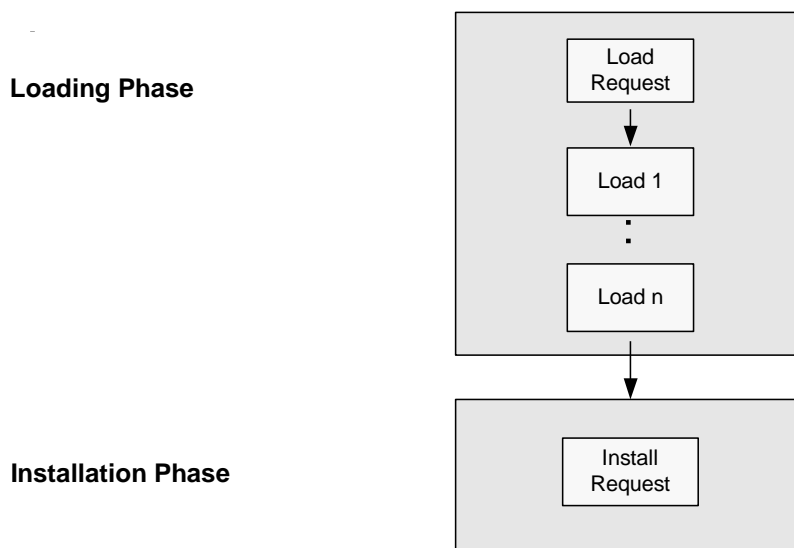 Load
Request
Loading Phase
Load 1
Load n
Install
Request
Installation Phase